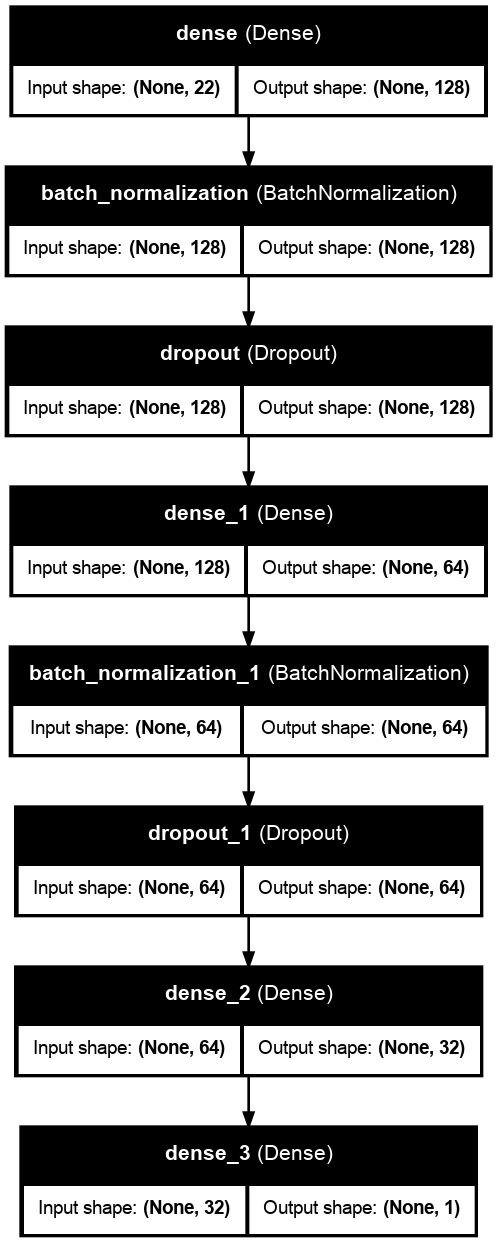 dense (Dense)
Input shape: (None, 22) Output shape: (None, 128)
batch_normalization (BatchNormalization)
Input shape: (None, 128) Output shape: (None, 128)
dropout (Dropout)
Input shape: (None, 128) Output shape: (None, 128)
dense_1 (Dense)
Input shape: (None, 128) Output shape: (None, 64)
batch_normalization_1 (BatchNormalization)
Input shape: (None, 64) Output shape: (None, 64)
dropout_1 (Dropout)
Input shape: (None, 64) Output shape: (None, 64)
dense_2 (Dense)
Input shape: (None, 64) Output shape: (None, 32)
dense_3 (Dense)
Input shape: (None, 32) Output shape: (None, 1)